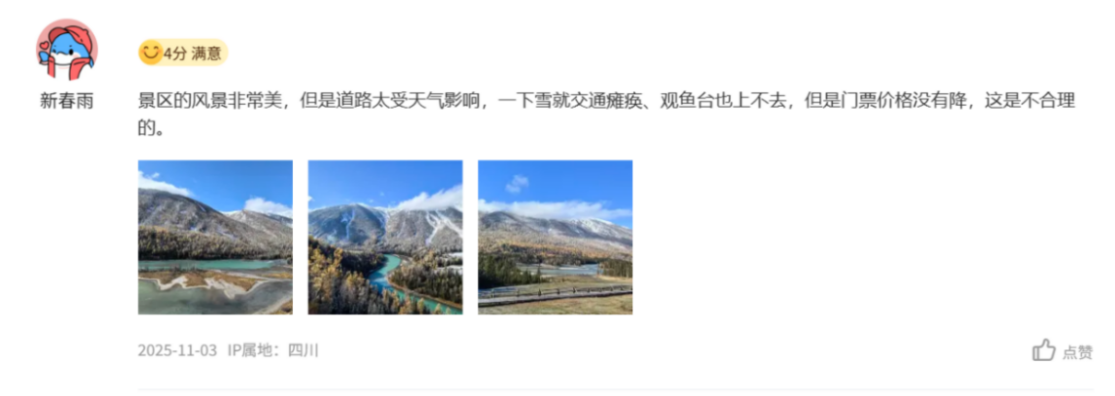 4分 满意
新春雨
景区的风景非常美，但是道路太受天气影响，一下雪就交通瘫痪、观鱼台也上不去，但是门票价格没有降，这是不合理
的。
2025-11-03 IP属地：四川
点赞